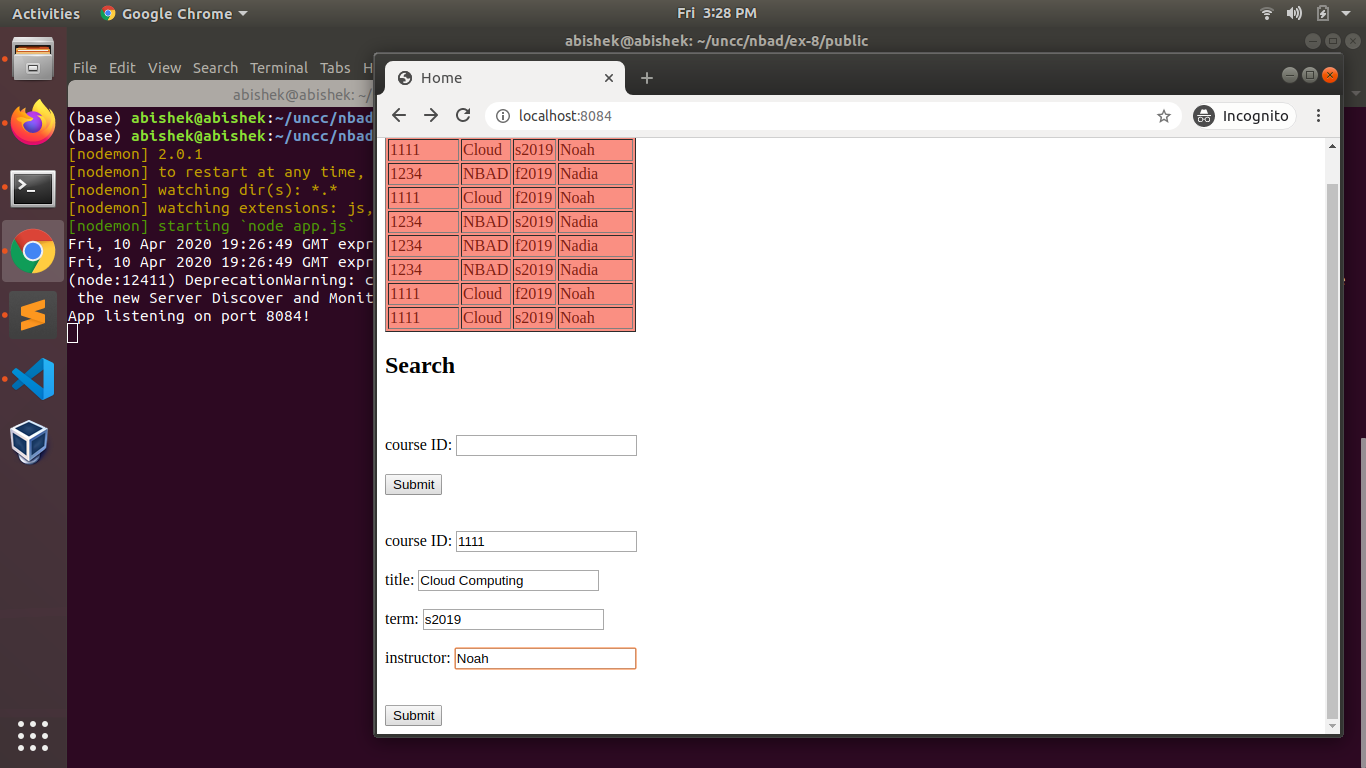 Activities Google Chrome Fri 3:28 PM
abishek@abishek: ~/uncc/nbad/ex-8/public
File Edit View Search Terminal Tabs H
abishek@abishek: ~/
(base) abishek@abishek:~/uncc/nbad
(base) abishek@abishek:~/uncc/nbad
[nodemon] 2.0.1
[nodemon] to restart at any time,
[nodemon] watching dir(s): *.*
[nodemon] watching extensions: js,
[nodemon] starting `node app.js`
Fri, 10 Apr 2020 19:26:49 GMT expr
Fri, 10 Apr 2020 19:26:49 GMT expr
(node:12411) DeprecationWarning: c
the new Server Discover and Monit
App listening on port 8084!
Home
localhost:8084 Incognito
1111 Cloud s2019 Noah
1234 NBAD f2019 Nadia
1111 Cloud f2019 Noah
1234 NBAD s2019 Nadia
1234 NBAD f2019 Nadia
1234 NBAD s2019 Nadia
1111 Cloud f2019 Noah
1111 Cloud s2019 Noah
Search
course ID:
Submit
course ID: 1111
title: Cloud Computing
term: s2019
instructor: Noah
Submit